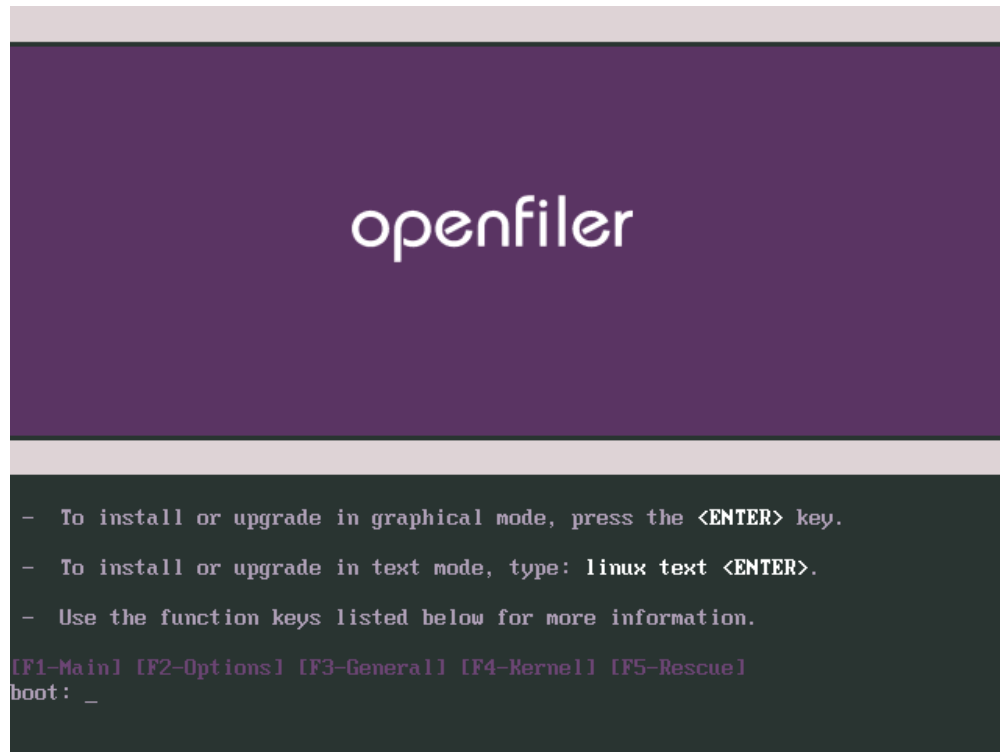 openfiler
- To install or upgrade in graphical mode, press the <ENTER> key.
- To install or upgrade in text mode, type: linux text <ENTER>.
- Use the function keys listed below for more information.
[F1-Main] [F2-Options] [F3-General] [F4-Kernel] [F5-Rescue]
boot: _